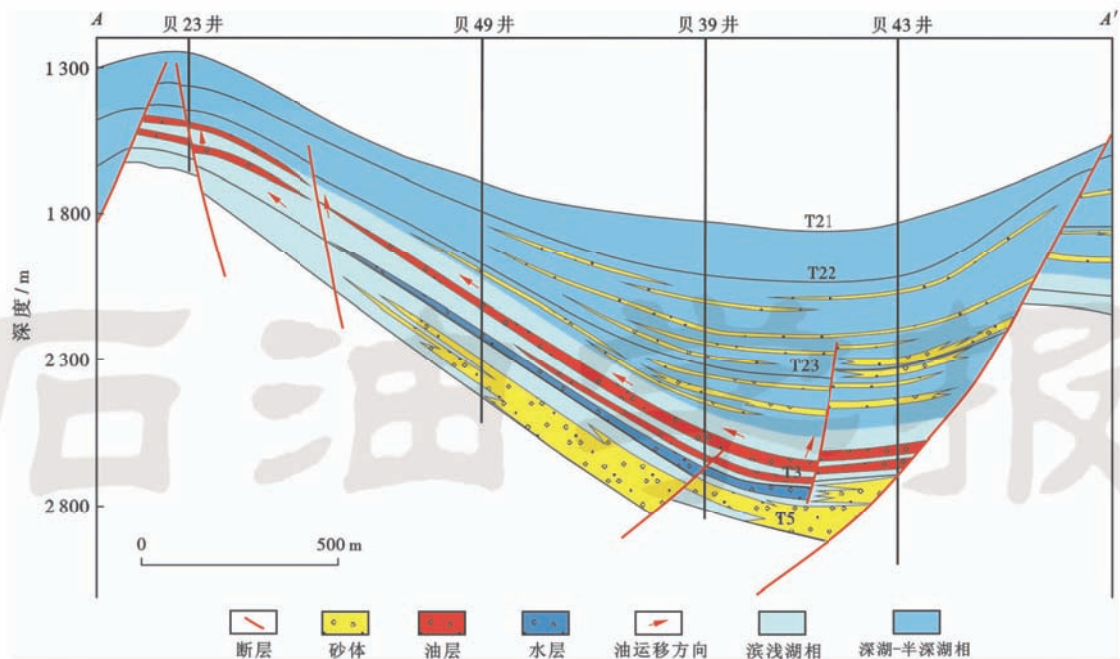 A 贝 23 井 贝 49 井 贝 39 井 贝 43 井 A′
1 300
1 800
2 300
2 800
深度/m
T21
T22
T23
T3
T5
0 500 m
断层 砂体 油层 水层 油运移方向 滨浅湖相 深湖-半深湖相
石油学报